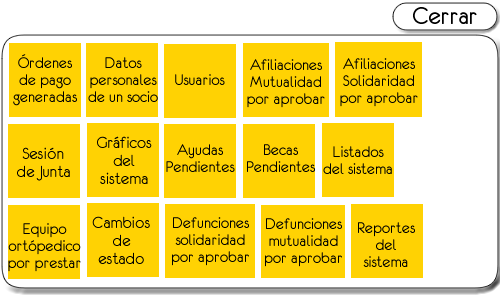 Cerrar
Órdenes
de pago
generadas
Datos
personales
de un socio
Usuarios
Afiliaciones
Mutualidad
por aprobar
Afiliaciones
Solidaridad
por aprobar
Sesión
de Junta
Gráficos
del
sistema
Ayudas
Pendientes
Becas
Pendientes
Listados
del sistema
Equipo
ortópedico
por prestar
Cambios
de
estado
Defunciones
solidaridad
por aprobar
Defunciones
mutualidad
por aprobar
Reportes
del
sistema